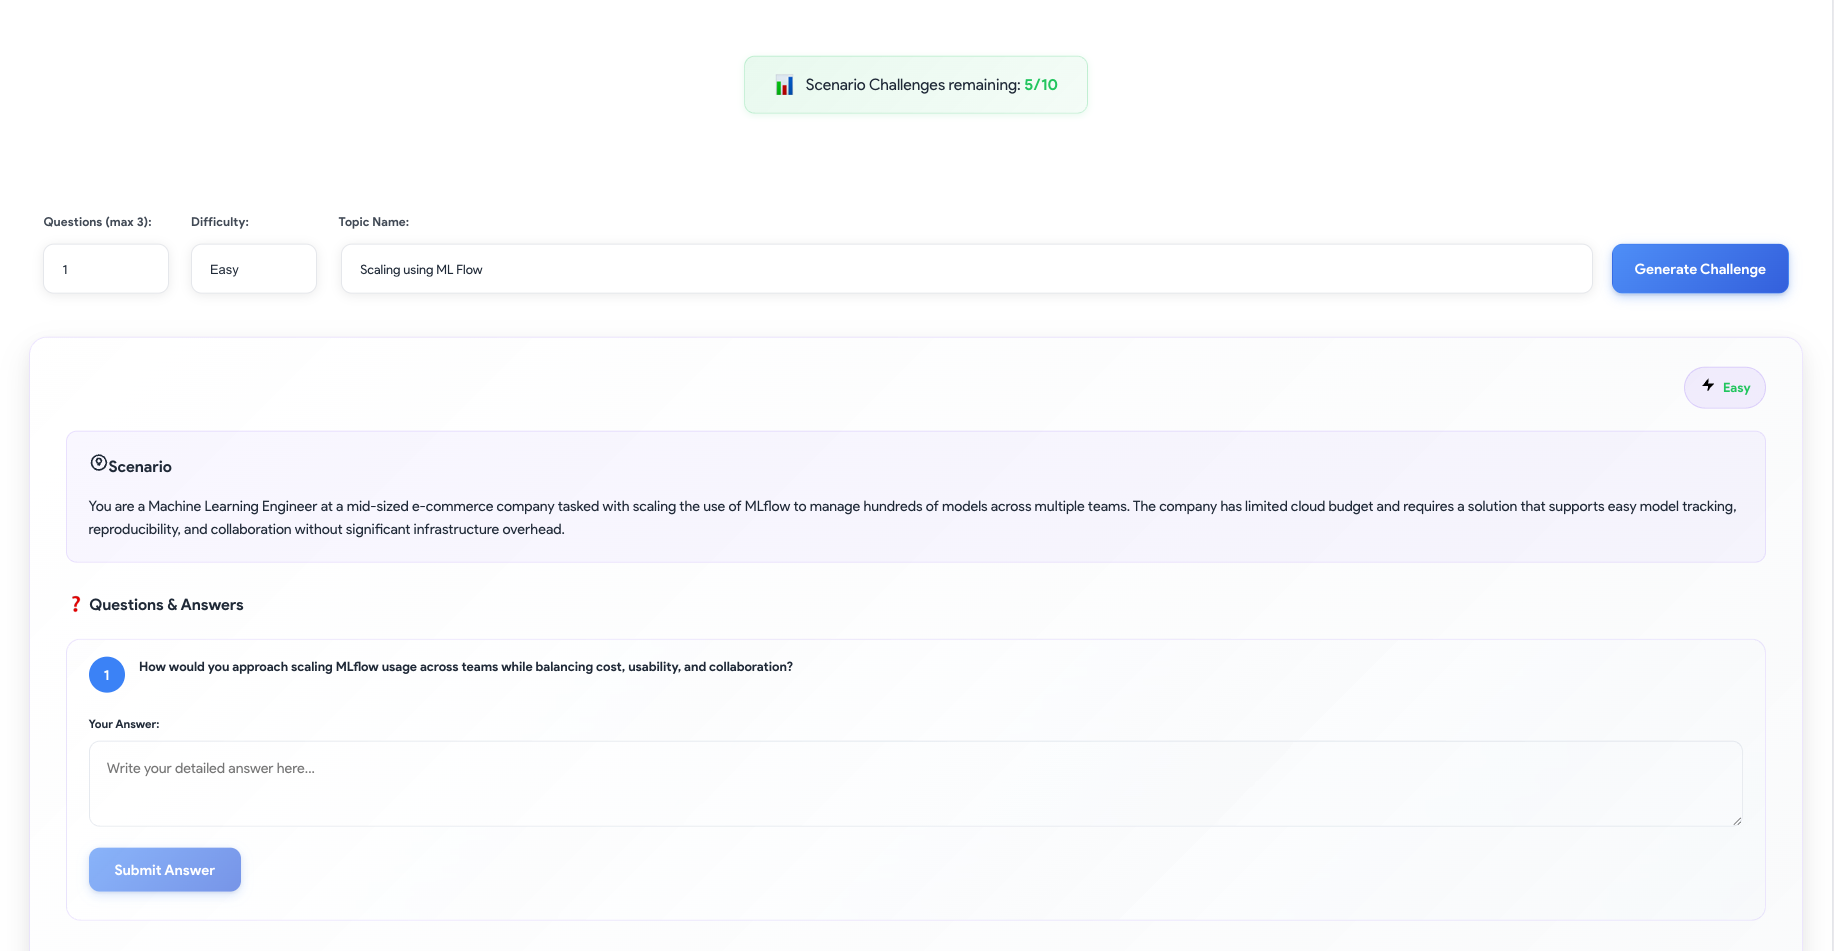 Scenario Challenges remaining: 5/10
Questions (max 3):
Difficulty:
Topic Name:
1
Easy
Scaling using ML Flow
Generate Challenge
Easy
Scenario
You are a Machine Learning Engineer at a mid-sized e-commerce company tasked with scaling the use of MLflow to manage hundreds of models across multiple teams. The company has limited cloud budget and requires a solution that supports easy model tracking,
reproducibility, and collaboration without significant infrastructure overhead.
❓ Questions & Answers
1
How would you approach scaling MLflow usage across teams while balancing cost, usability, and collaboration?
Your Answer:
Write your detailed answer here...
Submit Answer